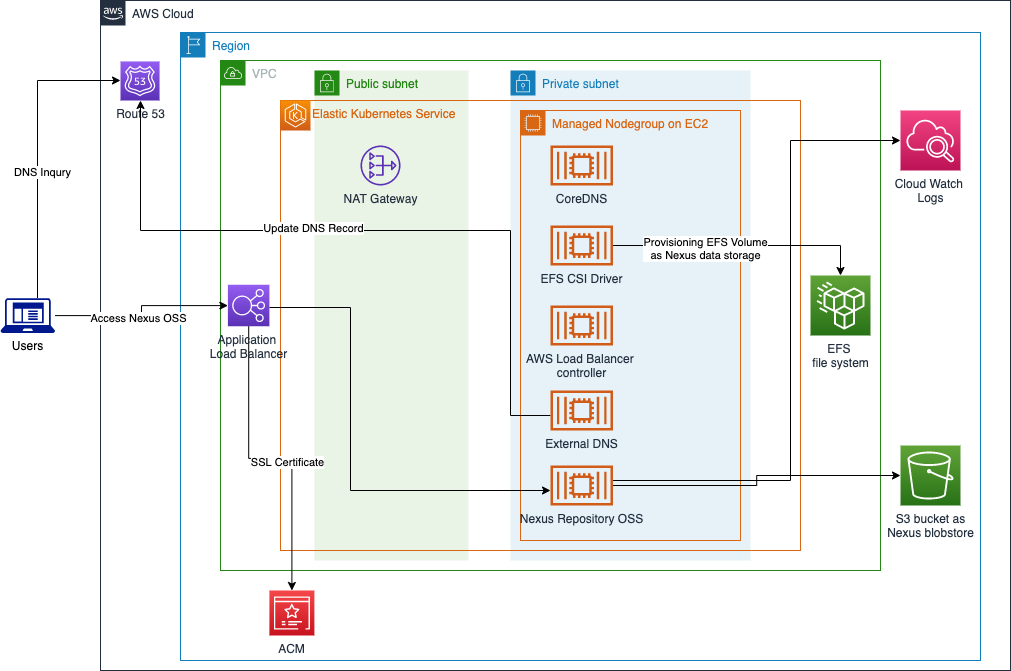 aws
AWS Cloud
Region
VPC
Public subnet
Private subnet
53
Route 53
Elastic Kubernetes Service
Managed Nodegroup on EC2
DNS Inqury
NAT Gateway
CoreDNS
Cloud Watch
Logs
Update DNS Record
Provisioning EFS Volume
as Nexus data storage
EFS CSI Driver
Access Nexus OSS
Users
Application
Load Balancer
AWS Load Balancer
controller
EFS
file system
External DNS
SSL Certificate
Nexus Repository OSS
S3 bucket as
Nexus blobstore
ACM